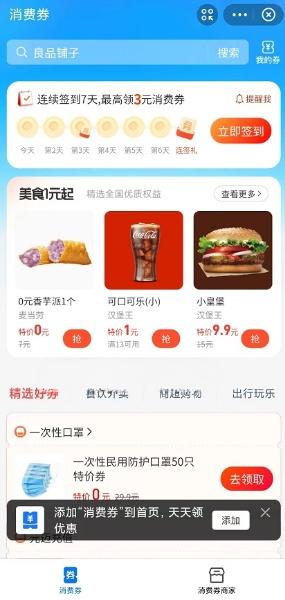 消费券
良品铺子
搜索
我的券
连续签到7天,最高领3元消费券
提醒我
今天
第2天
第3天
第4天
第5天
第6天
连签礼
立即签到
美食1元起
精选全国优质权益
查看更多
0元香芋派1个
麦当劳
特价0元
7元
抢
Coca-Cola
可口可乐(小)
汉堡王
特价1元
满13可用
抢
小皇堡
汉堡王
特价9.9元
15元
抢
精选好券
出行玩乐
一次性口罩
一次性民用防护口罩50只
特价券
特价0元
29.9元
去领取
添加“消费券”到首页，天天领
优惠
添加
消费券
消费券商家